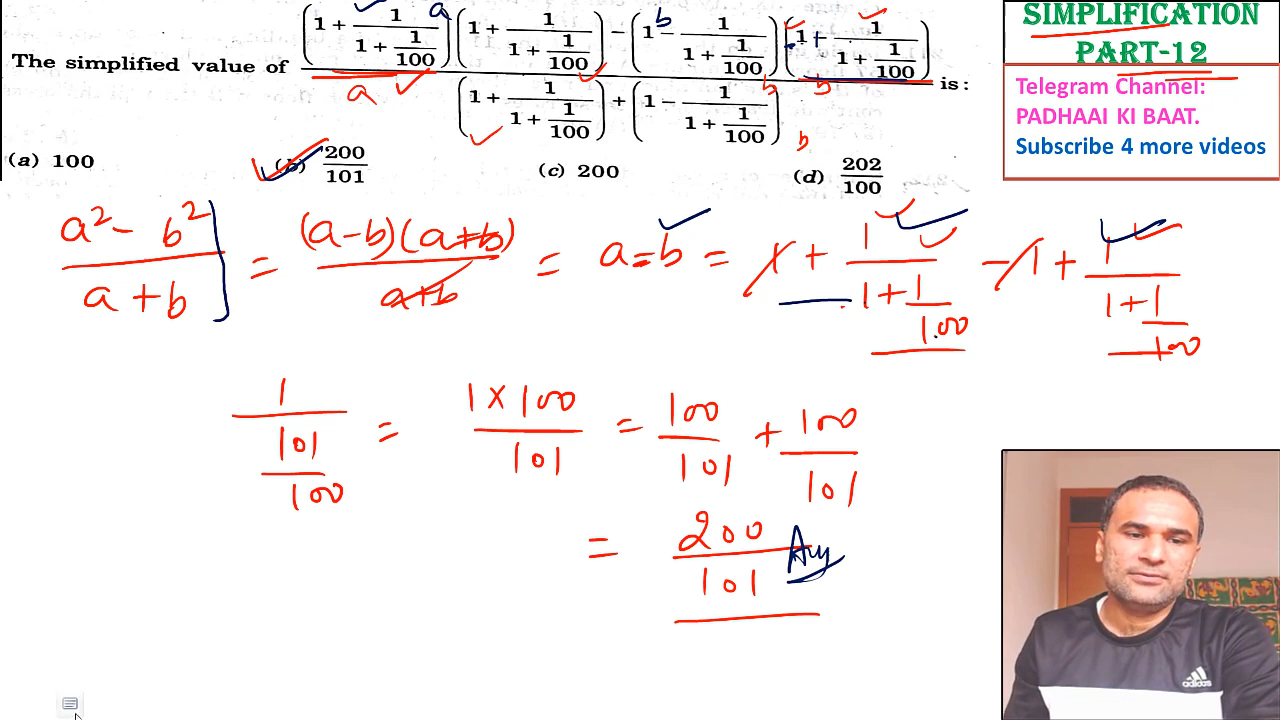 SIMPLIFICATION
PART-12
Telegram Channel:
PADHAAI KI BAAT.
Subscribe 4 more videos
The simplified value of (1 + 1/(1 + 1/100)) (1 + 1/(1 + 1/100)) − (1 − 1/(1 + 1/100)) (1 + 1/(1 + 1/100)) / (1 + 1/(1 + 1/100)) + (1 − 1/(1 + 1/100)) is :
a b
a b b
b
(a) 100 (b) 200/101 (c) 200 (d) 202/100
a² − b² / a + b = (a−b)(a+b) / a+b = a − b = 1 + 1/(1 + 1/100) − 1 + 1/(1 + 1/100)
1/(101/100) = 1 × 100 / 101 = 100/101 + 100/101
= 200/101 Ans
adidas